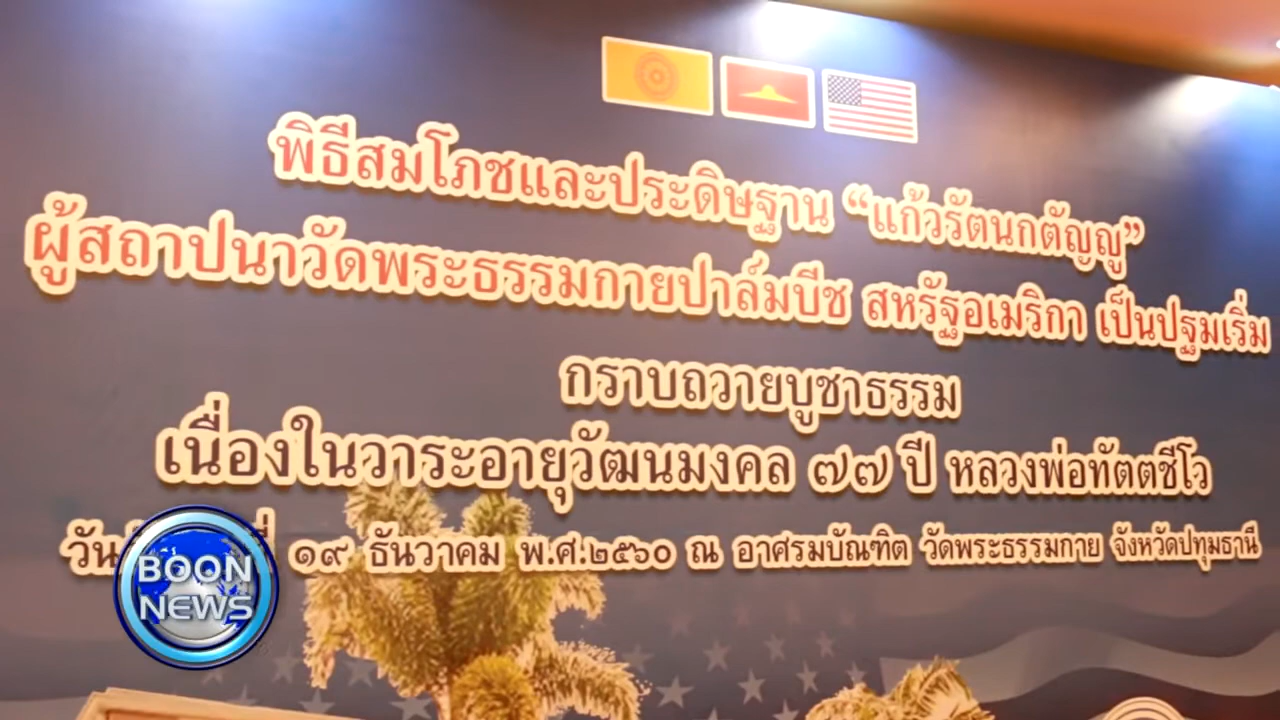 พิธีสมโภชและประดิษฐาน “แก้วรัตนกตัญญู”
ผู้สถาปนาวัดพระธรรมกายปาล์มบีช สหรัฐอเมริกา เป็นปฐมเริ่ม
กราบถวายบูชาธรรม
เนื่องในวาระอายุวัฒนมงคล ๗๗ ปี หลวงพ่อทัตตชีโว
๑๙ ธันวาคม พ.ศ.๒๕๖๐ ณ อาศรมบัณฑิต วัดพระธรรมกาย จังหวัดปทุมธานี
BOON
NEWS